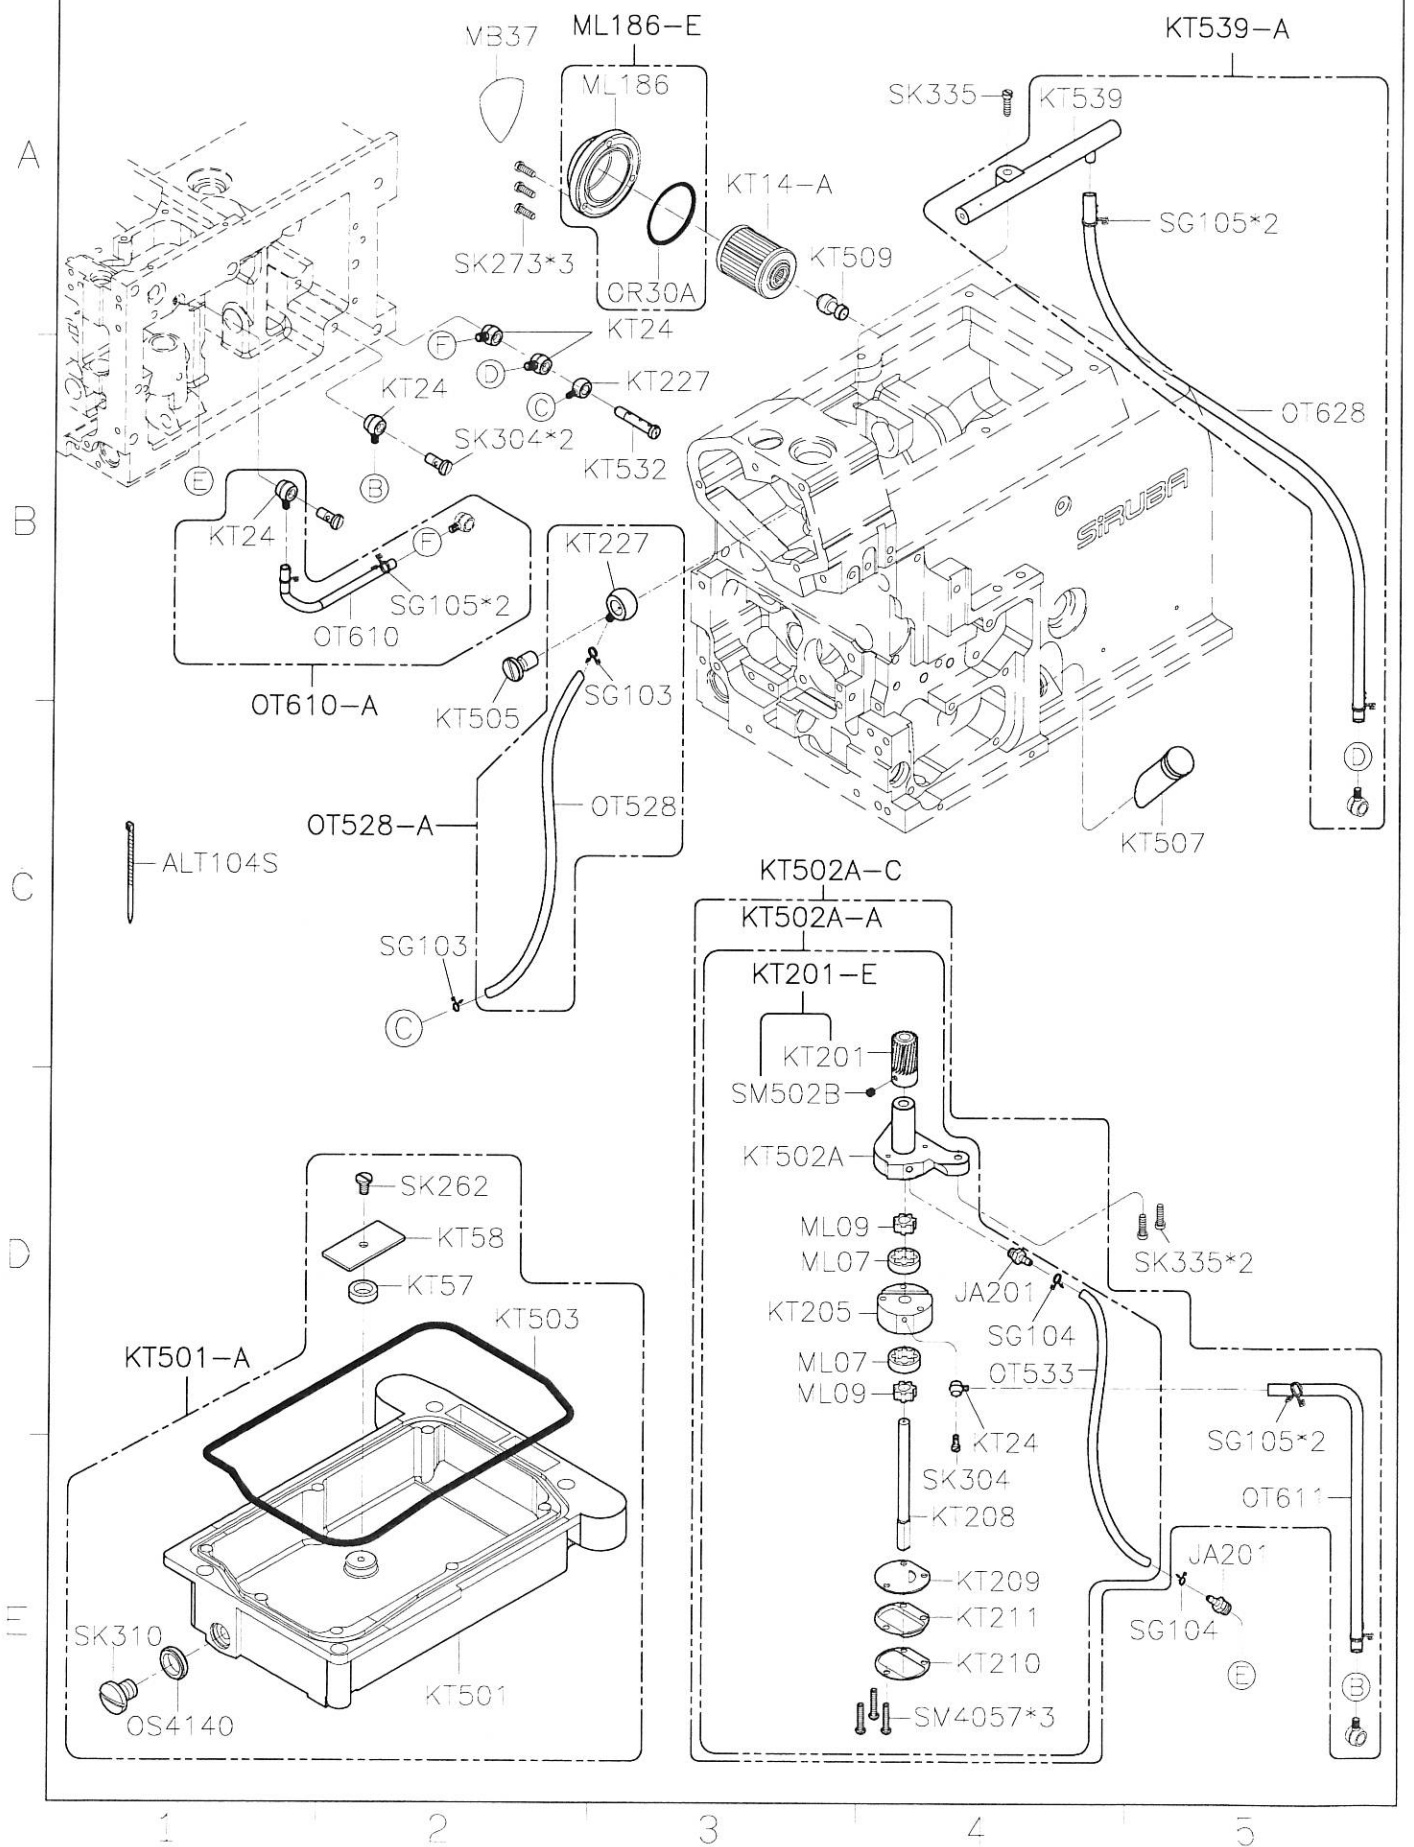 ML186-E
KT539-A
VB37
ML186
SK335
KT539
A
KT14-A
SG105*2
SK273*3
OR30A
KT509
KT24
F
D
KT227
KT24
C
OT628
SK304*2
KT532
E
B
B
SiRUBA
KT24
F
KT227
SG105*2
OT610
SG103
OT610-A
KT505
D
OT528
OT528-A
KT507
ALT104S
C
KT502A-C
KT502A-A
SG103
KT201-E
C
KT201
SM502B
KT502A
SK262
ML09
KT58
D
ML07
SK335*2
KT57
JA201
KT205
KT503
SG104
KT501-A
ML07
OT533
ML09
KT24
SG105*2
SK304
OT611
KT208
JA201
KT209
KT211
E
SK310
SG104
KT210
E
B
KT501
OS4140
SM4057*3
1
2
3
4
5